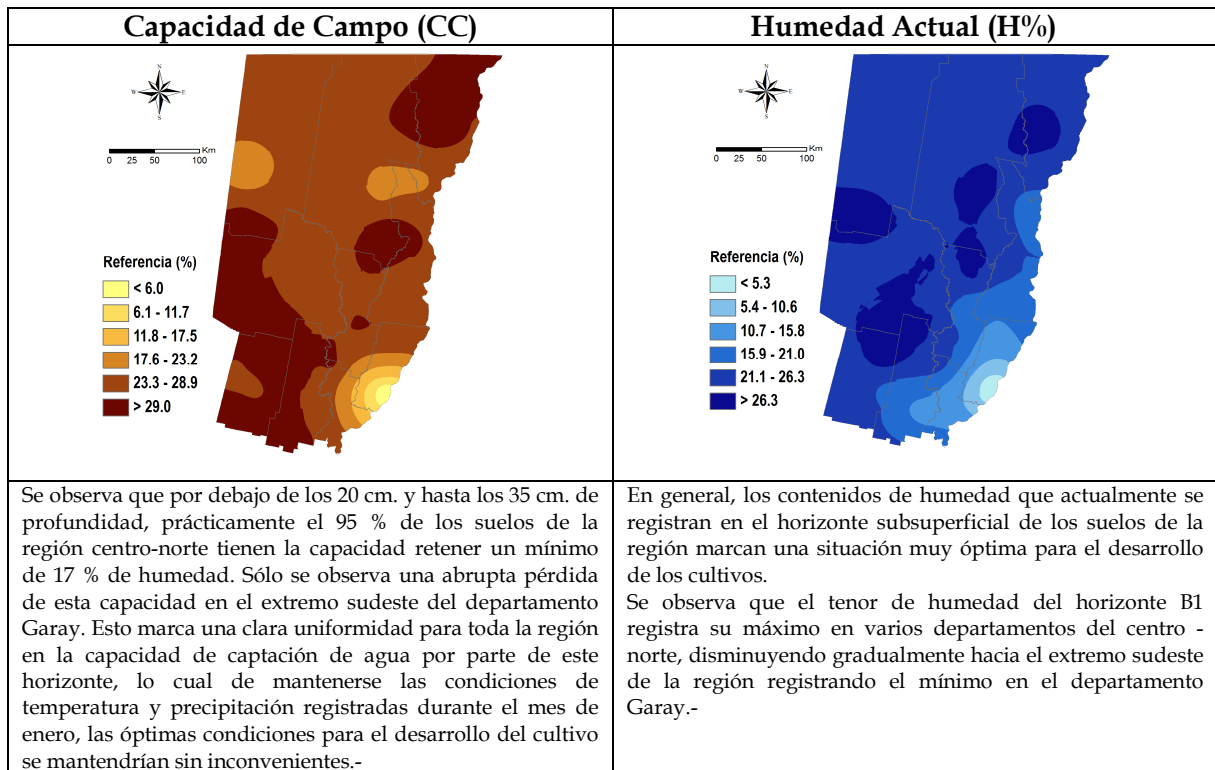 Capacidad de Campo (CC)
Humedad Actual (H%)
N
W E
S
Km
0 25 50 100
Referencia (%)
< 6.0
6.1 - 11.7
11.8 - 17.5
17.6 - 23.2
23.3 - 28.9
> 29.0
N
W E
S
Km
0 25 50 100
Referencia (%)
< 5.3
5.4 - 10.6
10.7 - 15.8
15.9 - 21.0
21.1 - 26.3
> 26.3
Se observa que por debajo de los 20 cm. y hasta los 35 cm. de
profundidad, prácticamente el 95 % de los suelos de la
región centro-norte tienen la capacidad retener un mínimo
de 17 % de humedad. Sólo se observa una abrupta pérdida
de esta capacidad en el extremo sudeste del departamento
Garay. Esto marca una clara uniformidad para toda la región
en la capacidad de captación de agua por parte de este
horizonte, lo cual de mantenerse las condiciones de
temperatura y precipitación registradas durante el mes de
enero, las óptimas condiciones para el desarrollo del cultivo
se mantendrían sin inconvenientes.-
En general, los contenidos de humedad que actualmente se
registran en el horizonte subsuperficial de los suelos de la
región marcan una situación muy óptima para el desarrollo
de los cultivos.
Se observa que el tenor de humedad del horizonte B1
registra su máximo en varios departamentos del centro -
norte, disminuyendo gradualmente hacia el extremo sudeste
de la región registrando el mínimo en el departamento
Garay.-